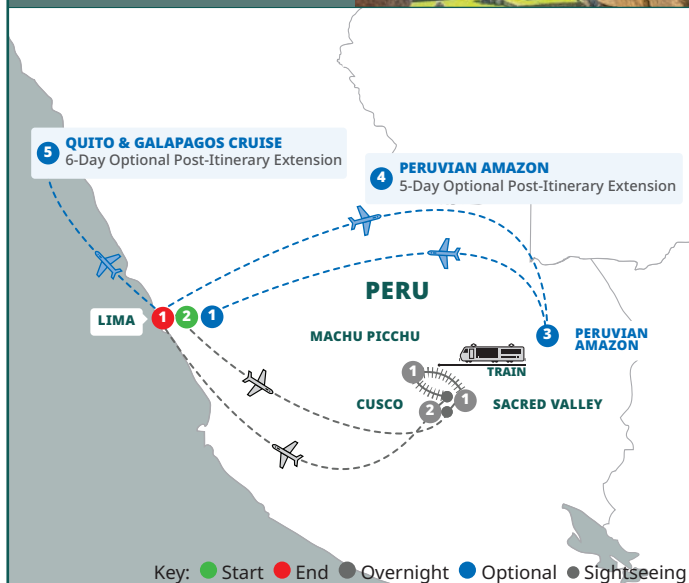 5 QUITO & GALAPAGOS CRUISE
6-Day Optional Post-Itinerary Extension
4 PERUVIAN AMAZON
5-Day Optional Post-Itinerary Extension
PERU
LIMA 1 2 1
3 PERUVIAN
AMAZON
MACHU PICCHU
TRAIN
1
CUSCO 2 1 SACRED VALLEY
Key: Start End Overnight Optional Sightseeing